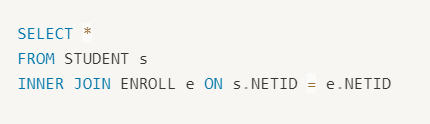 SELECT *
FROM STUDENT s
INNER JOIN ENROLL e ON s.NETID = e.NETID